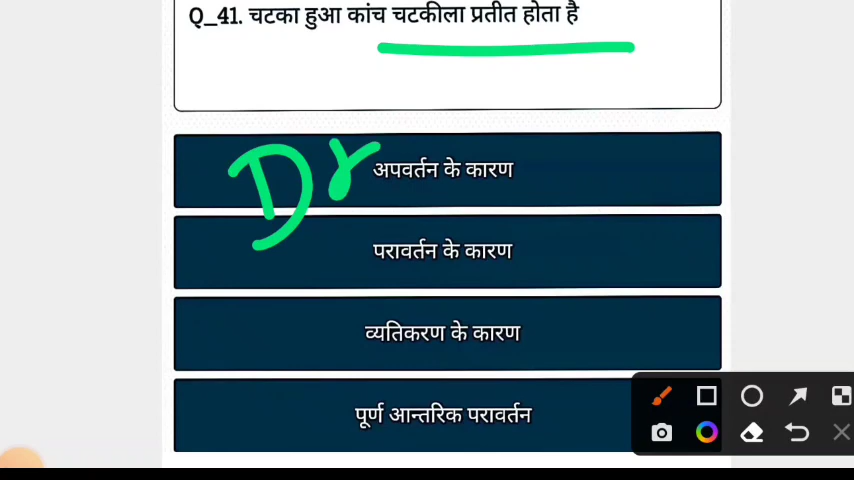 Q_41. चटका हुआ कांच चटकीला प्रतीत होता है
D
अपवर्तन के कारण
परावर्तन के कारण
व्यतिकरण के कारण
पूर्ण आन्तरिक परावर्तन